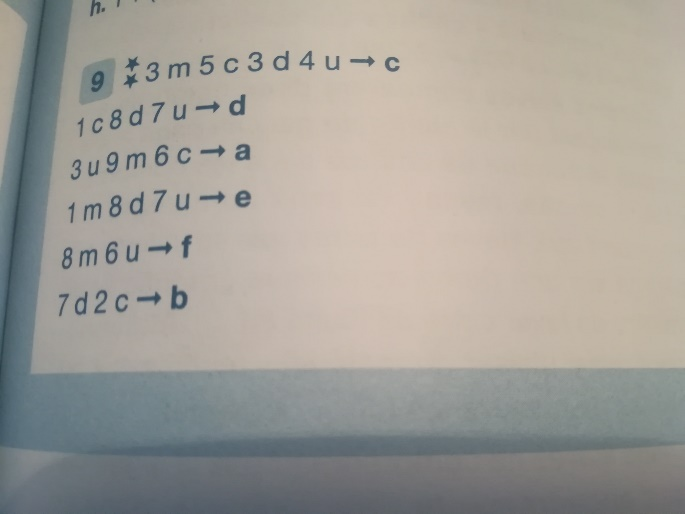 h.
9 ** 3 m 5 c 3 d 4 u → c
1 c 8 d 7 u → d
3 u 9 m 6 c → a
1 m 8 d 7 u → e
8 m 6 u → f
7 d 2 c → b